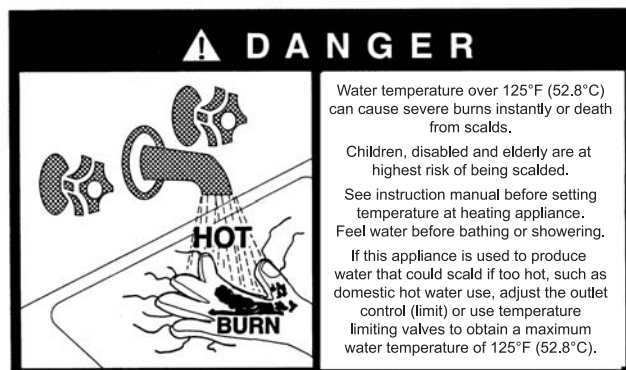 DANGER
HOT
BURN
Water temperature over 125°F (52.8°C)
can cause severe burns instantly or death
from scalds.
Children, disabled and elderly are at
highest risk of being scalded.
See instruction manual before setting
temperature at heating appliance.
Feel water before bathing or showering.
If this appliance is used to produce
water that could scald if too hot, such as
domestic hot water use, adjust the outlet
control (limit) or use temperature
limiting valves to obtain a maximum
water temperature of 125°F (52.8°C).